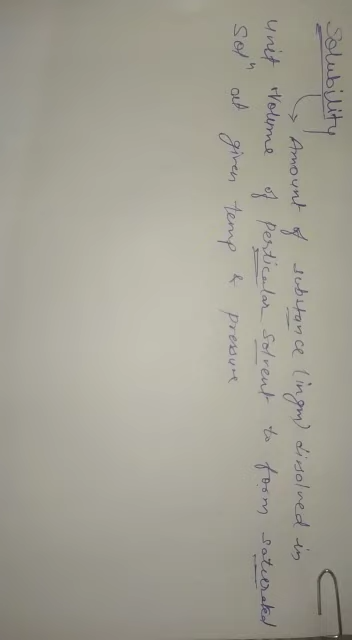 Solubility
→ Amount of substance (in gm) dissolved in
Unit Volume of Perticular Solvent to form saturated
Solⁿ at given temp & pressure